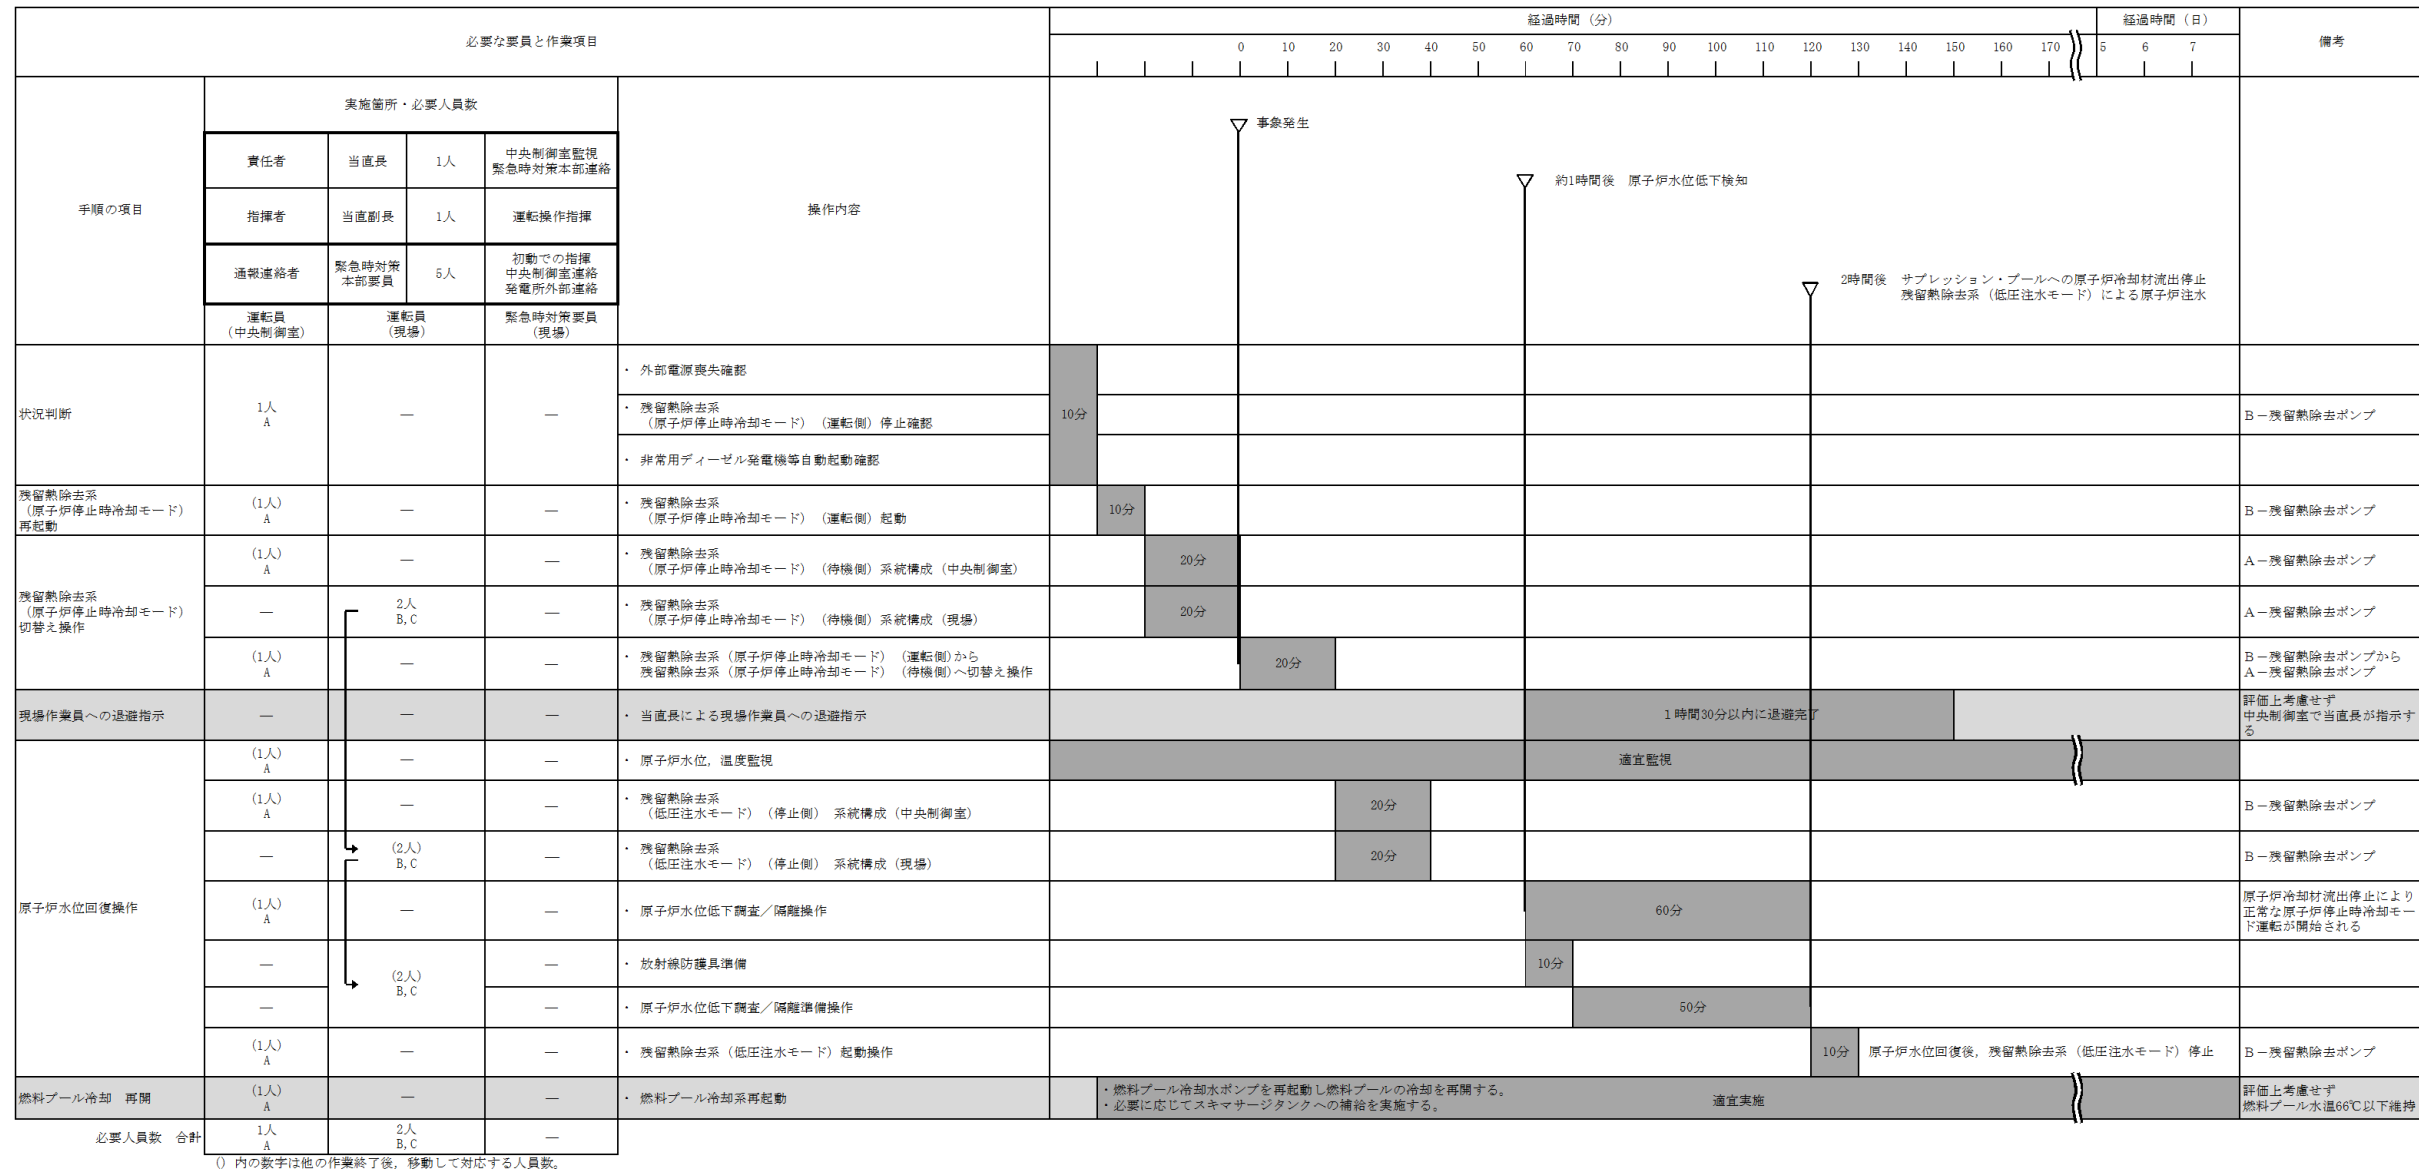 必要な要員と作業項目
経過時間（分）
経過時間（日）
備考
0 10 20 30 40 50 60 70 80 90 100 110 120 130 140 150 160 170 5 6 7
手順の項目
実施箇所・必要人員数
操作内容
責任者 当直長 1人 中央制御室監視
緊急時対策本部連絡
指揮者 当直副長 1人 運転操作指揮
通報連絡者 緊急時対策
本部要員 5人 初動での指揮
中央制御室連絡
発電所外部連絡
運転員
（中央制御室）
運転員
（現場）
緊急時対策要員
（現場）
事象発生
約1時間後　原子炉水位低下検知
2時間後　サプレッション・プールへの原子炉冷却材流出停止
残留熱除去系（低圧注水モード）による原子炉注水
状況判断
1人
A
―
―
・ 外部電源喪失確認
・ 残留熱除去系
（原子炉停止時冷却モード）（運転側）停止確認
・ 非常用ディーゼル発電機等自動起動確認
10分
B－残留熱除去ポンプ
残留熱除去系
（原子炉停止時冷却モード）
再起動
(1人)
A
―
―
・ 残留熱除去系
（原子炉停止時冷却モード）（運転側）起動
10分
B－残留熱除去ポンプ
残留熱除去系
（原子炉停止時冷却モード）
切替え操作
(1人)
A
―
―
・ 残留熱除去系
（原子炉停止時冷却モード）（待機側）系統構成（中央制御室）
20分
A－残留熱除去ポンプ
―
2人
B,C
―
・ 残留熱除去系
（原子炉停止時冷却モード）（待機側）系統構成（現場）
20分
A－残留熱除去ポンプ
(1人)
A
―
―
・ 残留熱除去系（原子炉停止時冷却モード）（運転側)から
残留熱除去系（原子炉停止時冷却モード）（待機側)へ切替え操作
20分
B－残留熱除去ポンプから
A－残留熱除去ポンプ
現場作業員への退避指示
―
―
―
・ 当直長による現場作業員への退避指示
１時間30分以内に退避完了
評価上考慮せず
中央制御室で当直長が指示す
る
原子炉水位回復操作
(1人)
A
―
―
・ 原子炉水位，温度監視
適宜監視
(1人)
A
―
―
・ 残留熱除去系
（低圧注水モード）（停止側） 系統構成（中央制御室）
20分
B－残留熱除去ポンプ
―
(2人)
B,C
―
・ 残留熱除去系
（低圧注水モード）（停止側） 系統構成（現場）
20分
B－残留熱除去ポンプ
(1人)
A
―
―
・ 原子炉水位低下調査／隔離操作
60分
原子炉冷却材流出停止により
正常な原子炉停止時冷却モー
ド運転が開始される
―
(2人)
B,C
―
・ 放射線防護具準備
10分
―
―
・ 原子炉水位低下調査／隔離準備操作
50分
(1人)
A
―
―
・ 残留熱除去系（低圧注水モード）起動操作
10分
原子炉水位回復後，残留熱除去系（低圧注水モード）停止
B－残留熱除去ポンプ
燃料プール冷却　再開
(1人)
A
―
―
・ 燃料プール冷却系再起動
・燃料プール冷却水ポンプを再起動し燃料プールの冷却を再開する。
・必要に応じてスキマサージタンクへの補給を実施する。
適宜実施
評価上考慮せず
燃料プール水温66℃以下維持
必要人員数　合計
1人
A
2人
B,C
―
() 内の数字は他の作業終了後，移動して対応する人員数。